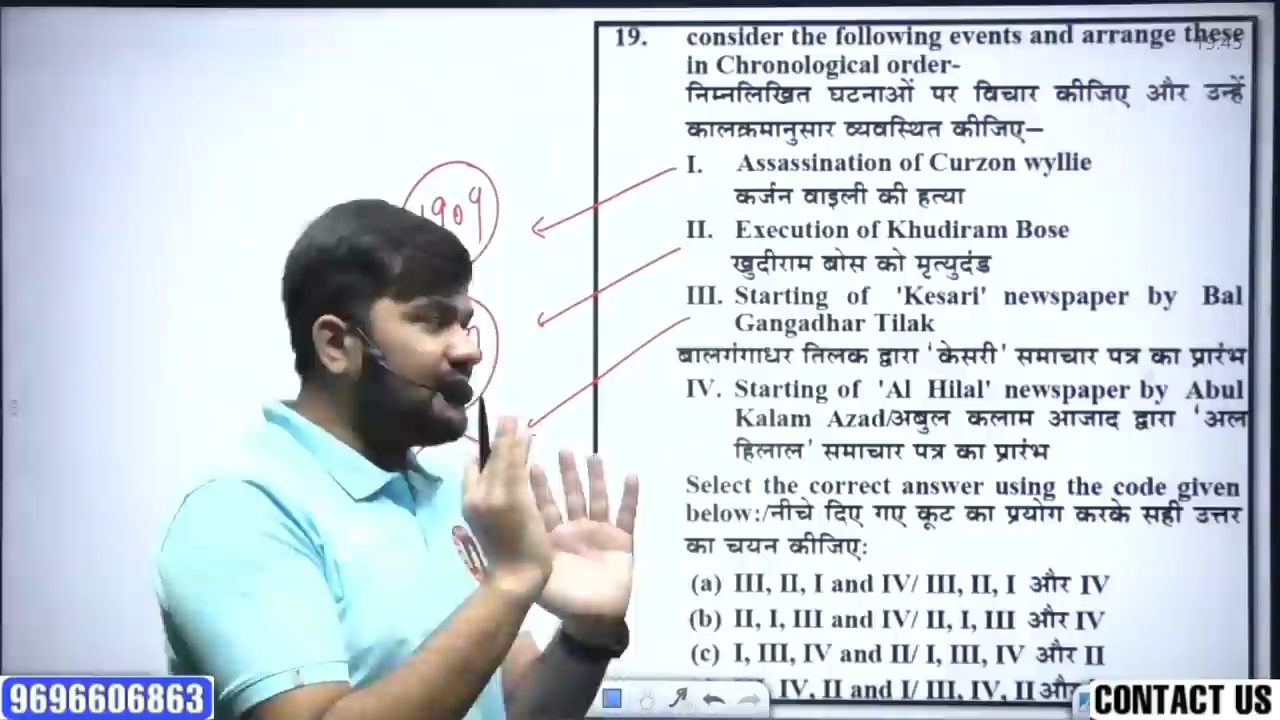 19. consider the following events and arrange these
in Chronological order-
निम्नलिखित घटनाओं पर विचार कीजिए और उन्हें
कालक्रमानुसार व्यवस्थित कीजिए–
I. Assassination of Curzon wyllie
कर्जन वाइली की हत्या
II. Execution of Khudiram Bose
खुदीराम बोस को मृत्युदंड
III. Starting of 'Kesari' newspaper by Bal
Gangadhar Tilak
बालगंगाधर तिलक द्वारा 'केसरी' समाचार पत्र का प्रारंभ
IV. Starting of 'Al Hilal' newspaper by Abul
Kalam Azad/अबुल कलाम आजाद द्वारा 'अल
हिलाल' समाचार पत्र का प्रारंभ
Select the correct answer using the code given
below:/नीचे दिए गए कूट का प्रयोग करके सही उत्तर
का चयन कीजिए:
(a) III, II, I and IV/ III, II, I और IV
(b) II, I, III and IV/ II, I, III और IV
(c) I, III, IV and II/ I, III, IV और II
IV, II and I/ III, IV, II और
1909
9696606863
CONTACT US